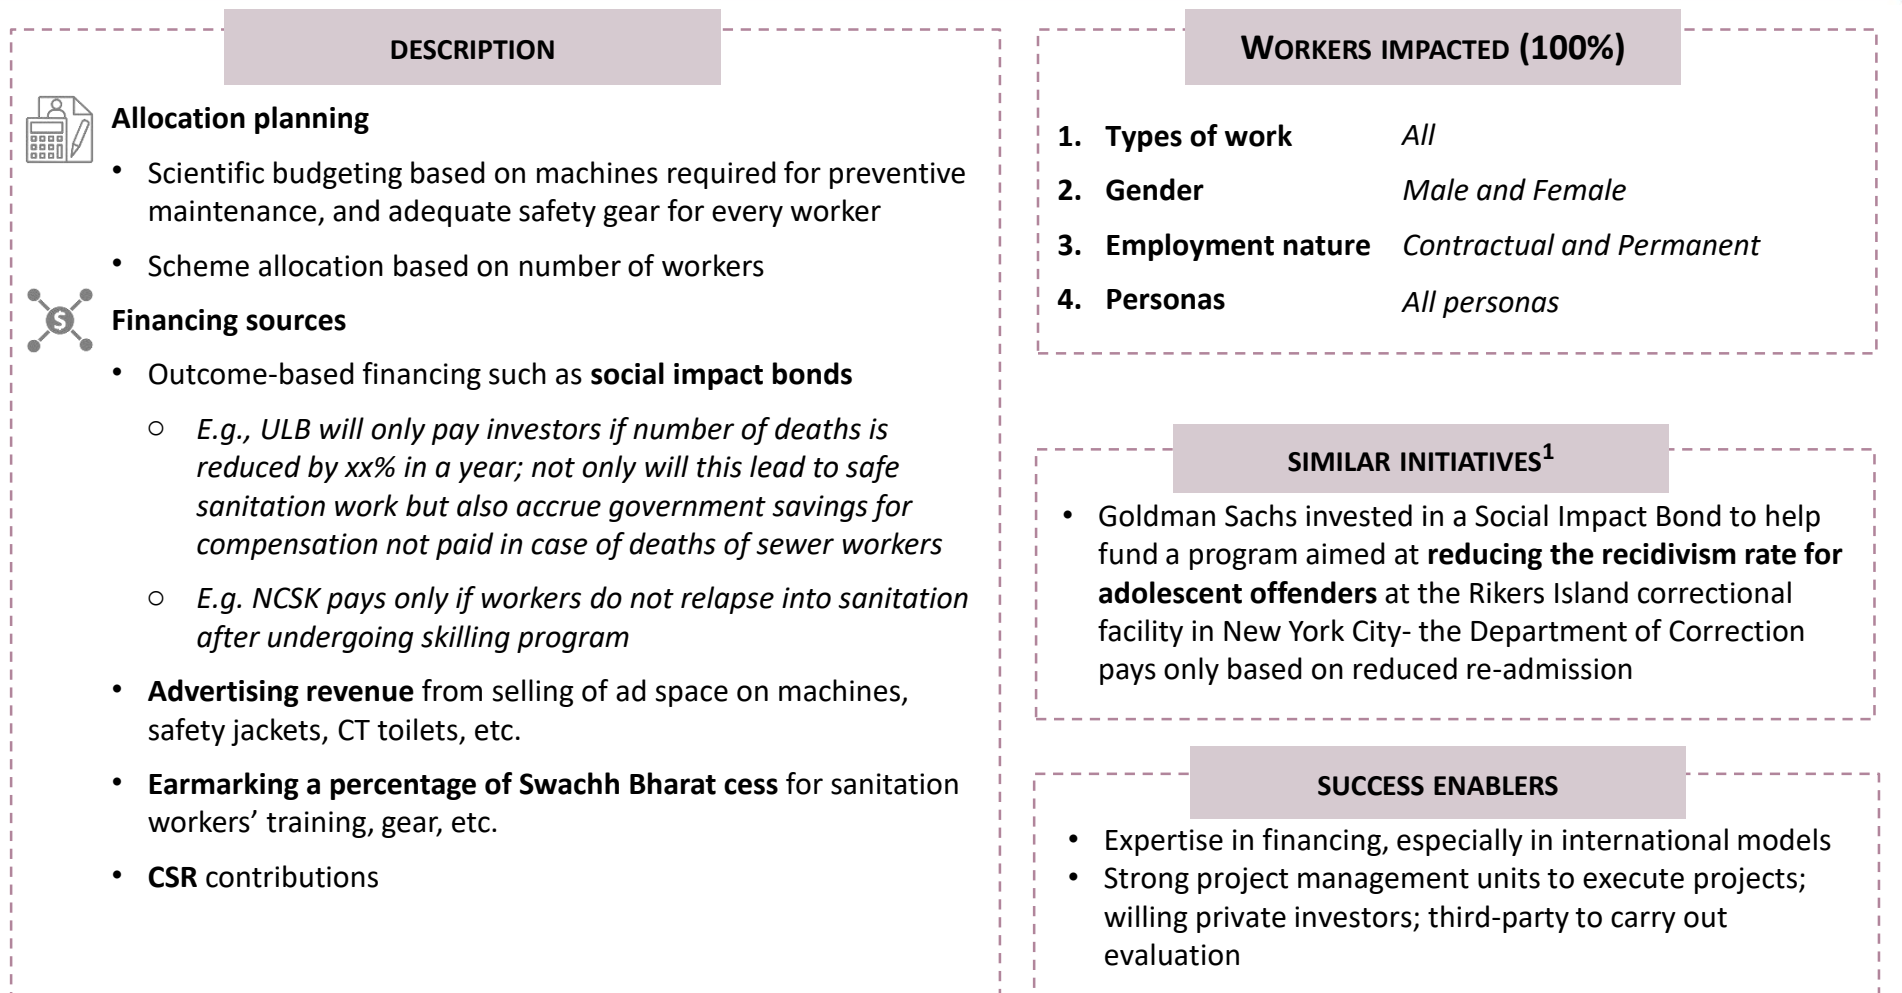 DESCRIPTION
Allocation planning
• Scientific budgeting based on machines required for preventive
maintenance, and adequate safety gear for every worker
• Scheme allocation based on number of workers
$
Financing sources
• Outcome-based financing such as social impact bonds
○ E.g., ULB will only pay investors if number of deaths is
reduced by xx% in a year; not only will this lead to safe
sanitation work but also accrue government savings for
compensation not paid in case of deaths of sewer workers
○ E.g. NCSK pays only if workers do not relapse into sanitation
after undergoing skilling program
• Advertising revenue from selling of ad space on machines,
safety jackets, CT toilets, etc.
• Earmarking a percentage of Swachh Bharat cess for sanitation
workers’ training, gear, etc.
• CSR contributions
WORKERS IMPACTED (100%)
1. Types of work All
2. Gender Male and Female
3. Employment nature Contractual and Permanent
4. Personas All personas
SIMILAR INITIATIVES1
• Goldman Sachs invested in a Social Impact Bond to help
fund a program aimed at reducing the recidivism rate for
adolescent offenders at the Rikers Island correctional
facility in New York City- the Department of Correction
pays only based on reduced re-admission
SUCCESS ENABLERS
• Expertise in financing, especially in international models
• Strong project management units to execute projects;
willing private investors; third-party to carry out
evaluation